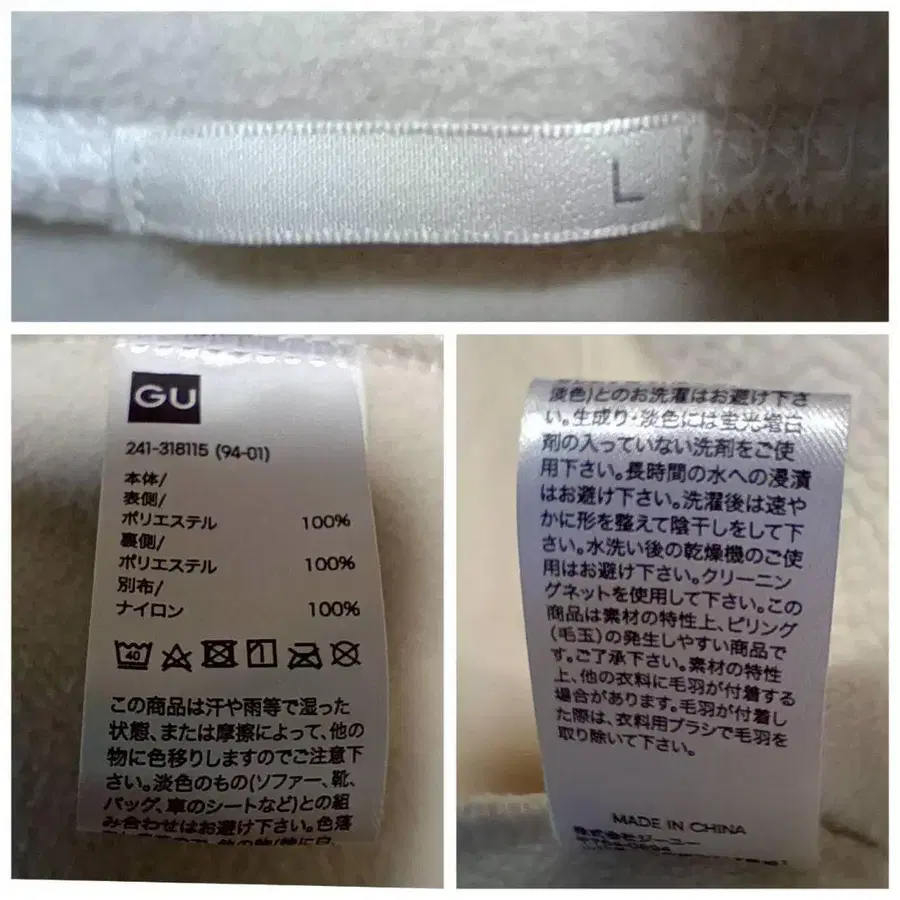 L
GU
241-318115 (94-01)
本体/
表側/
ポリエステル 100%
裏側/
ポリエステル 100%
別布/
ナイロン 100%
40
この商品は汗や雨等で湿った
状態、または摩擦によって、他の
物に色移りしますのでご注意下
さい。淡色のもの(ソファー、靴、
バッグ、車のシートなど)との組
み合わせはお避け下さい。色落
淡色)とのお洗濯はお避け下さ
い。生成り・淡色には蛍光増白
剤の入っていない洗剤をご使
用下さい。長時間の水への浸漬
はお避け下さい。洗濯後は速や
かに形を整えて陰干しをして下
さい。水洗い後の乾燥機のご使
用はお避け下さい。クリーニン
グネットを使用して下さい。この
商品は素材の特性上、ピリング
(毛玉)の発生しやすい商品で
す。ご了承下さい。素材の特性
上、他の衣料に毛羽が付着する
場合があります。毛羽が付着し
た際は、衣料用ブラシで毛羽を
取り除いて下さい。
MADE IN CHINA
株式会社ジーユー